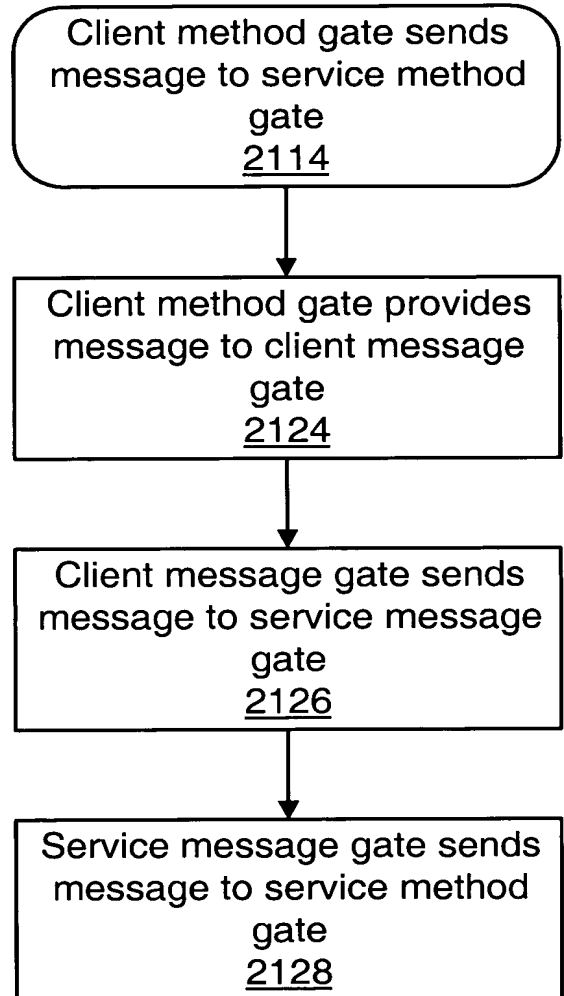 Client method gate sends
message to service method
gate
2114
Client method gate provides
message to client message
gate
2124
Client message gate sends
message to service message
gate
2126
Service message gate sends
message to service method
gate
2128